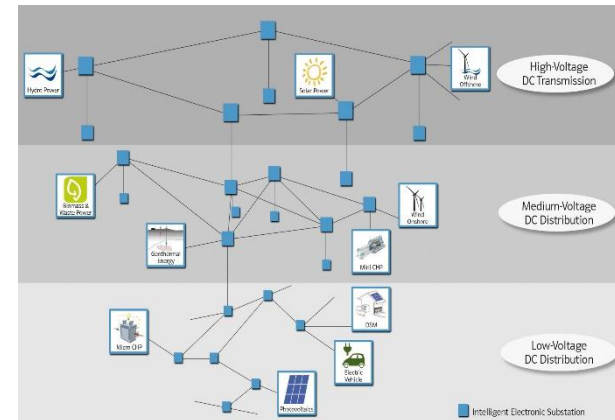 Hydro Power
Solar Power
Wind
Offshore
High-Voltage
DC Transmission
Biomass &
Waste Power
Geothermal
Energy
Wind
Onshore
Mini CHP
Medium-Voltage
DC Distribution
Micro CHP
DSM
Electric
Vehicle
Photovoltaics
Low-Voltage
DC Distribution
Intelligent Electronic Substation